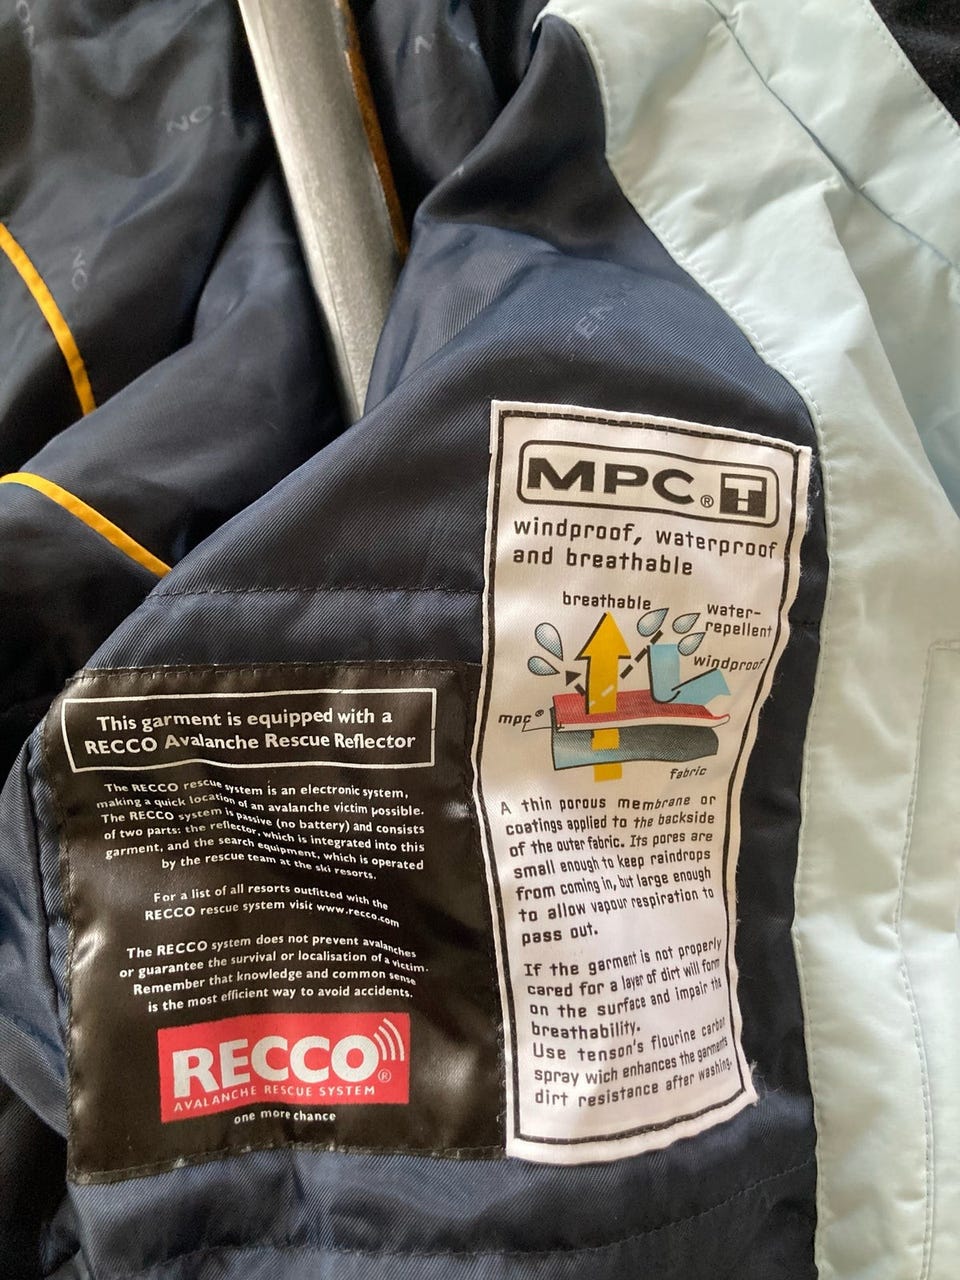 This garment is equipped with a
RECCO Avalanche Rescue Reflector
The RECCO rescue system is an electronic system,
making a quick location of an avalanche victim possible.
The RECCO system is passive (no battery) and consists
of two parts: the reflector, which is integrated into this
garment, and the search equipment, which is operated
by the rescue team at the ski resorts.
For a list of all resorts outfitted with the
RECCO rescue system visit www.recco.com
The RECCO system does not prevent avalanches
or guarantee the survival or localisation of a victim.
Remember that knowledge and common sense
is the most efficient way to avoid accidents.
RECCO®
AVALANCHE RESCUE SYSTEM
one more chance
MPC® T
windproof, waterproof
and breathable
breathable
water-
repellent
windproof
mpc®
fabric
A thin porous membrane or
coatings applied to the backside
of the outer fabric. Its pores are
small enough to keep raindrops
from coming in, but large enough
to allow vapour respiration to
pass out.
If the garment is not properly
cared for a layer of dirt will form
on the surface and impair the
breathability.
Use tenson's flourine carbon
spray wich enhances the garments
dirt resistance after washing.